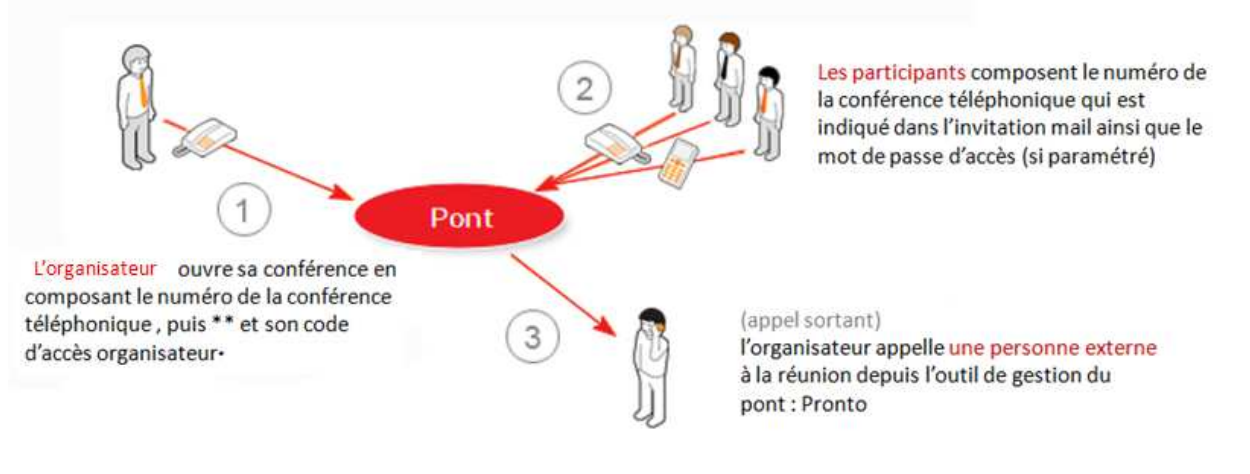 1
L'organisateur ouvre sa conférence en
composant le numéro de la conférence
téléphonique , puis ** et son code
d'accès organisateur.
2
Les participants composent le numéro de
la conférence téléphonique qui est
indiqué dans l'invitation mail ainsi que le
mot de passe d'accès (si paramétré)
Pont
3
(appel sortant)
l'organisateur appelle une personne externe
à la réunion depuis l'outil de gestion du
pont : Pronto